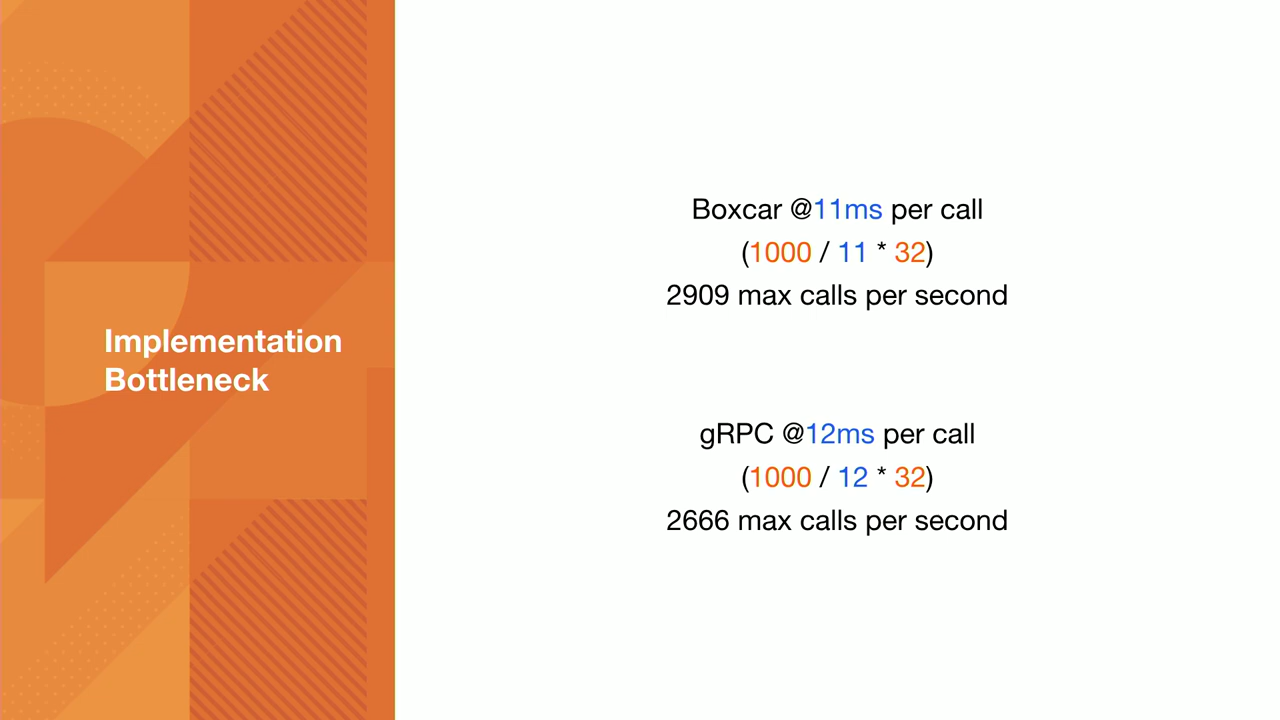 Implementation
Bottleneck
Boxcar @11ms per call
(1000 / 11 * 32)
2909 max calls per second
gRPC @12ms per call
(1000 / 12 * 32)
2666 max calls per second